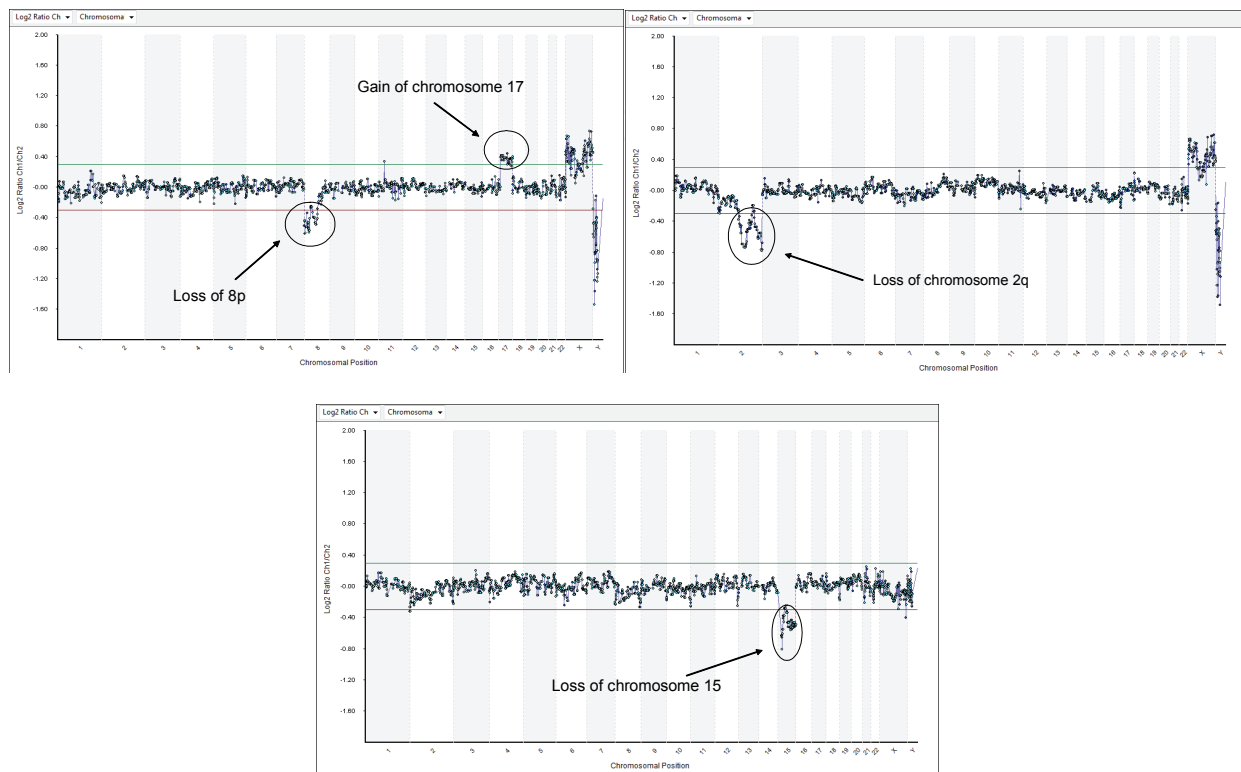 Log2 Ratio Ch Chromosoma
2.00
1.60
1.20
0.80
0.40
-0.00
-0.40
-0.80
-1.20
-1.60
Log2 Ratio Ch1/Ch2
Gain of chromosome 17
Loss of 8p
1 2 3 4 5 6 7 8 9 10 11 12 13 14 15 16 17 18 19 20 21 22 X Y
Chromosomal Position
Log2 Ratio Ch Chromosoma
2.00
1.60
1.20
0.80
0.40
-0.00
-0.40
-0.80
-1.20
-1.60
Log2 Ratio Ch1/Ch2
Loss of chromosome 2q
1 2 3 4 5 6 7 8 9 10 11 12 13 14 15 16 17 18 19 20 21 22 X Y
Chromosomal Position
Log2 Ratio Ch Chromosoma
2.00
1.60
1.20
0.80
0.40
-0.00
-0.40
-0.80
-1.20
-1.60
Log2 Ratio Ch1/Ch2
Loss of chromosome 15
1 2 3 4 5 6 7 8 9 10 11 12 13 14 15 16 17 18 19 20 21 22 X Y
Chromosomal Position